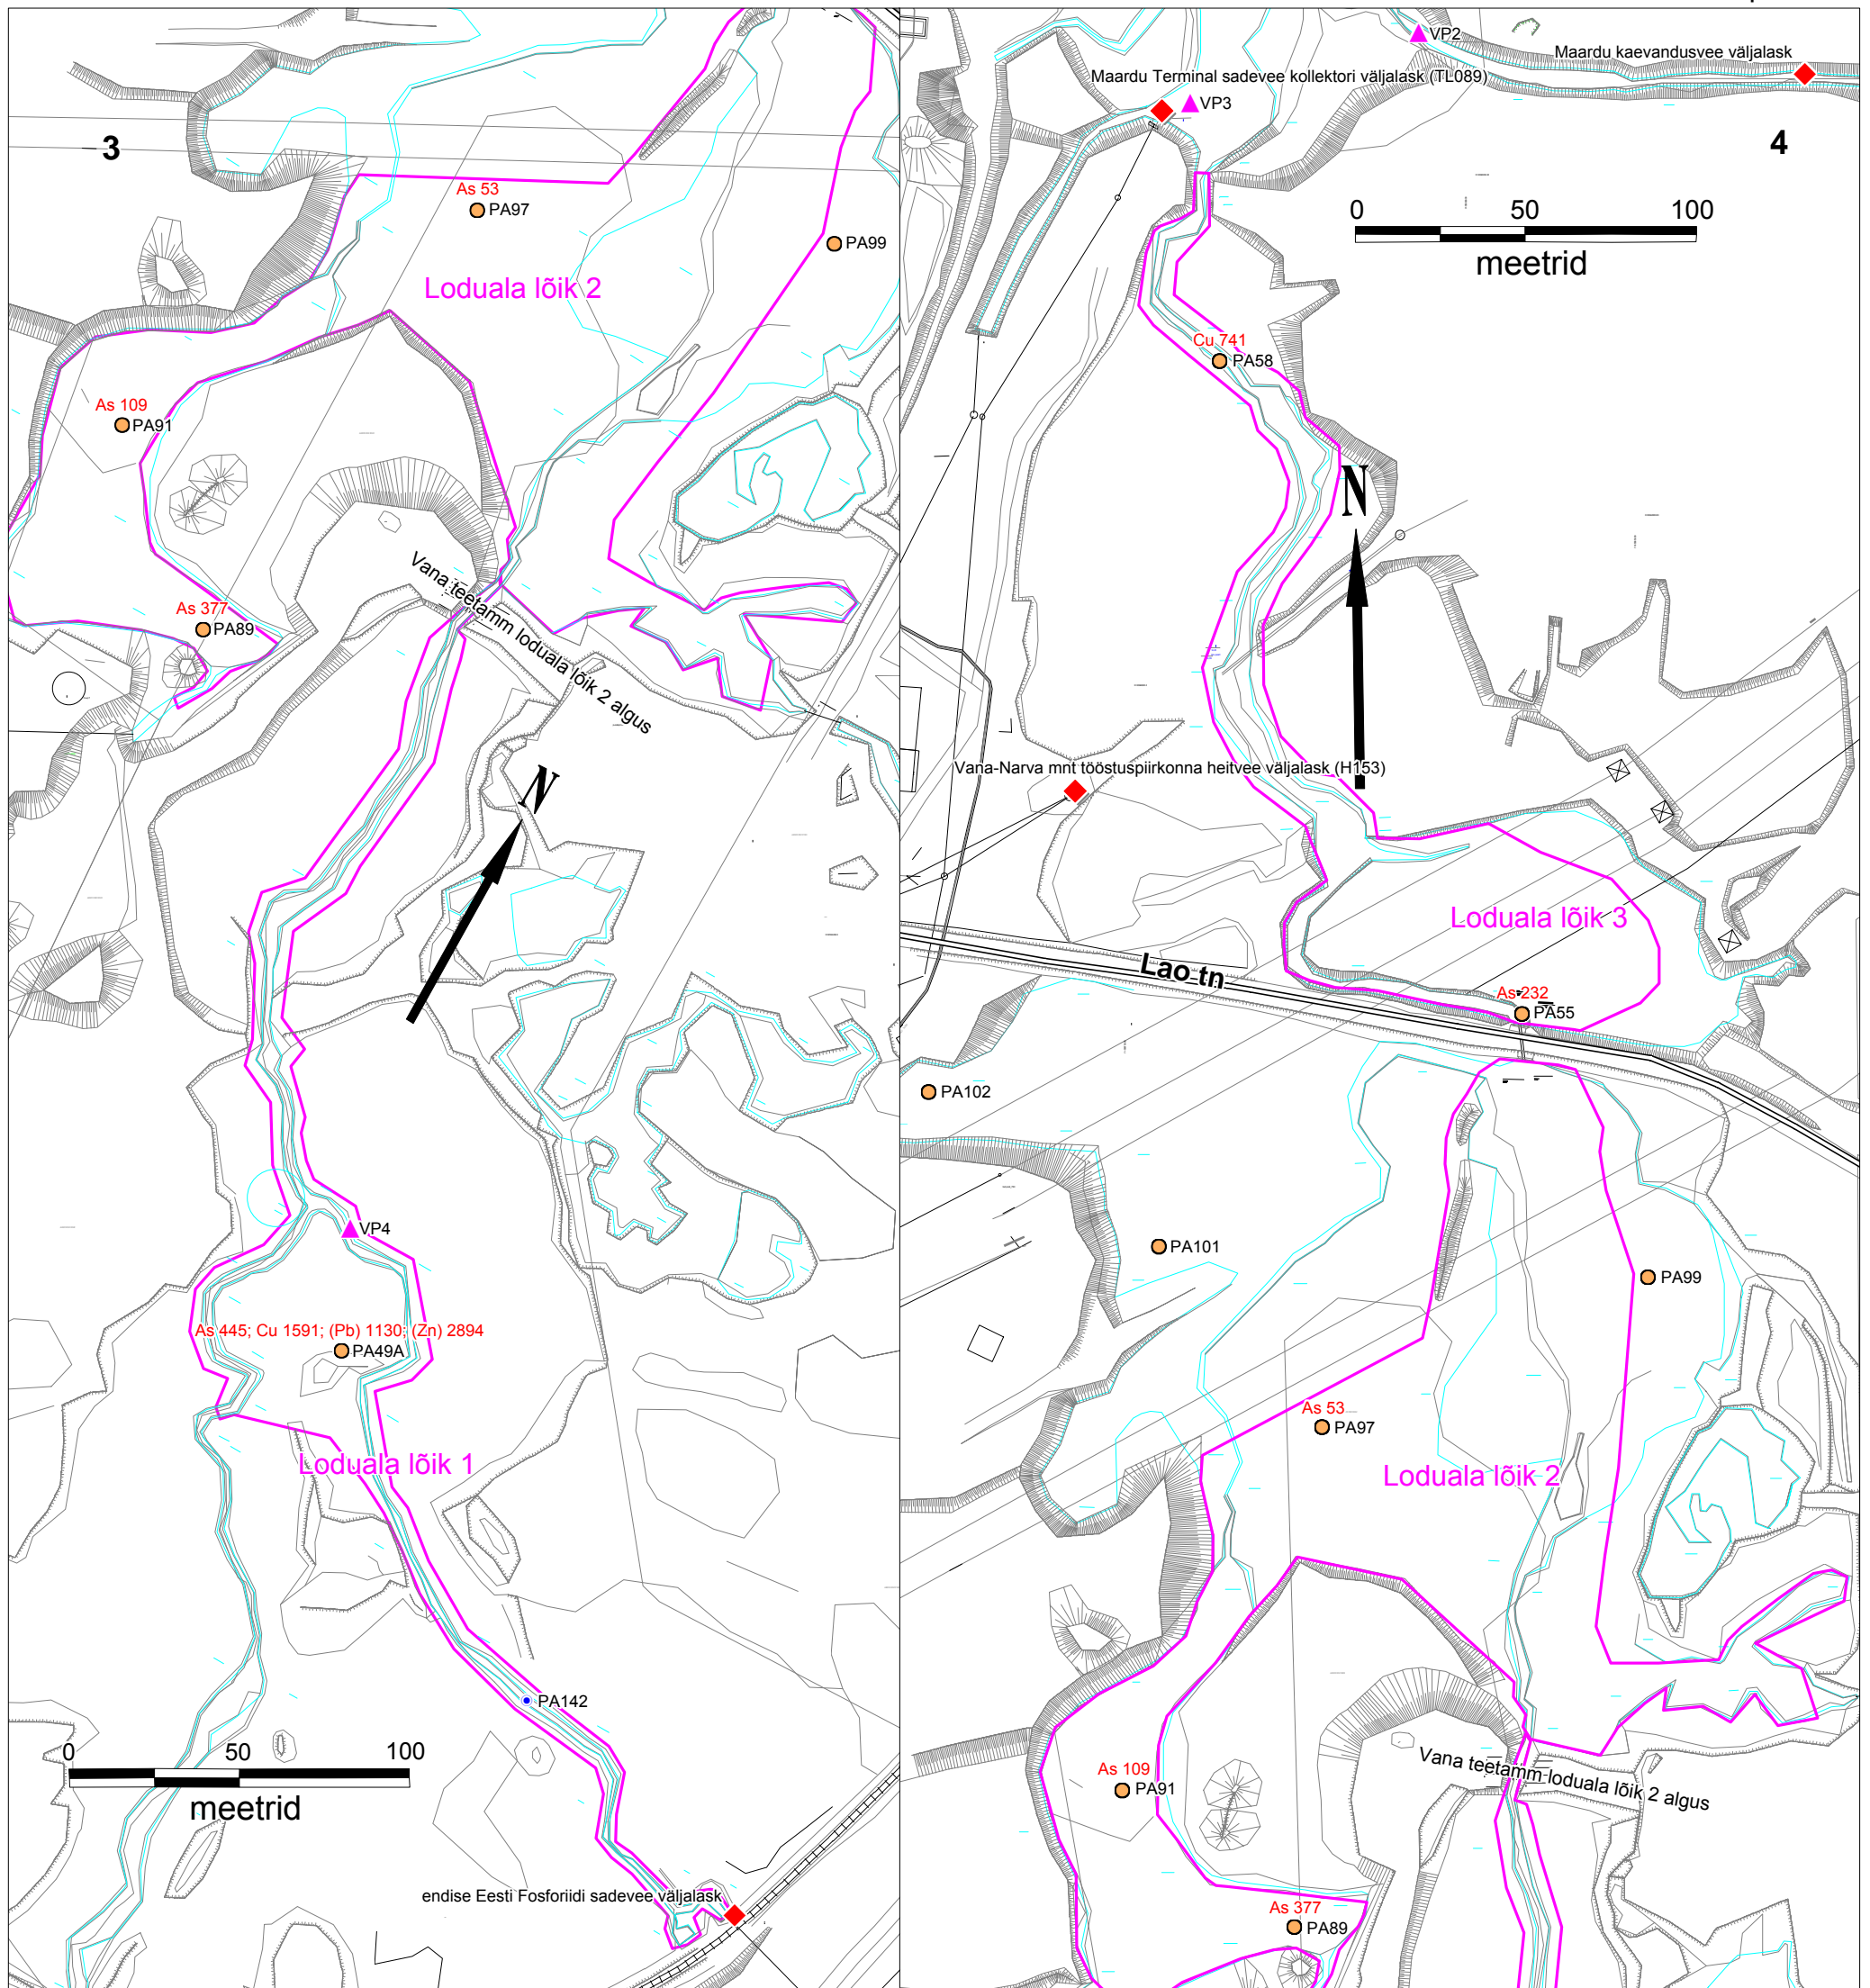 3
As 53
PA97
PA99
Loduala lõik 2
As 109
PA91
As 377
PA89
Vana teetamm loduala lõik 2 algus
N
VP4
As 445; Cu 1591; (Pb) 1130; (Zn) 2894
PA49A
Loduala lõik 1
PA142
0 50 100
meetrid
endise Eesti Fosforiidi sadevee väljalask
VP2
Maardu kaevandusvee väljalask
Maardu Terminal sadevee kollektori väljalask (TL089)
VP3
4
0 50 100
meetrid
Cu 741
PA58
N
Vana-Narva mnt tööstuspiirkonna heitvee väljalask (H153)
Loduala lõik 3
Lao tn
As 232
PA55
PA102
PA101
PA99
As 53
PA97
Loduala lõik 2
Vana teetamm loduala lõik 2 algus
As 109
PA91
As 377
PA89